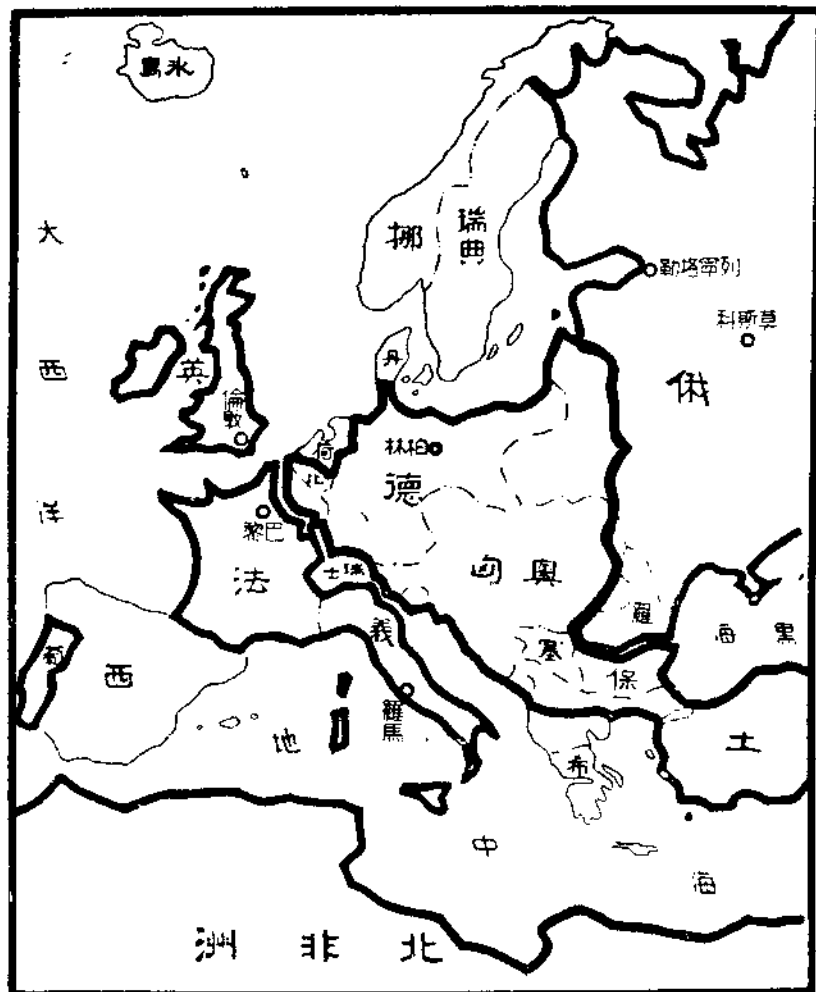 冰島
大西洋
挪
瑞典
列寧塔勒
莫斯科
俄
丹
英
倫敦
荷
比
柏林
德
巴黎
法
瑞士
奧匈
羅
黑海
義
塞
保
葡
西
羅馬
土
希
地中海
北非洲